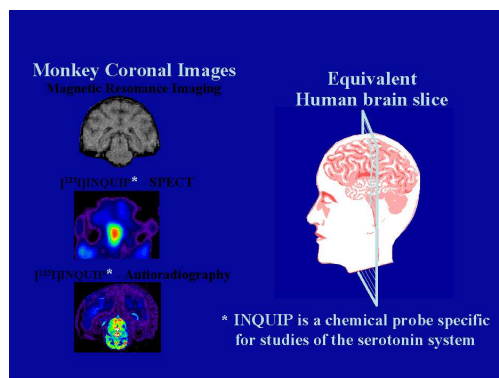 Monkey Coronal Images
Magnetic Resonance Imaging
[¹²³I]INQUIP* - SPECT
[¹²⁵I]INQUIP* - Autioradiography
Equivalent
Human brain slice
* INQUIP is a chemical probe specific
for studies of the serotonin system